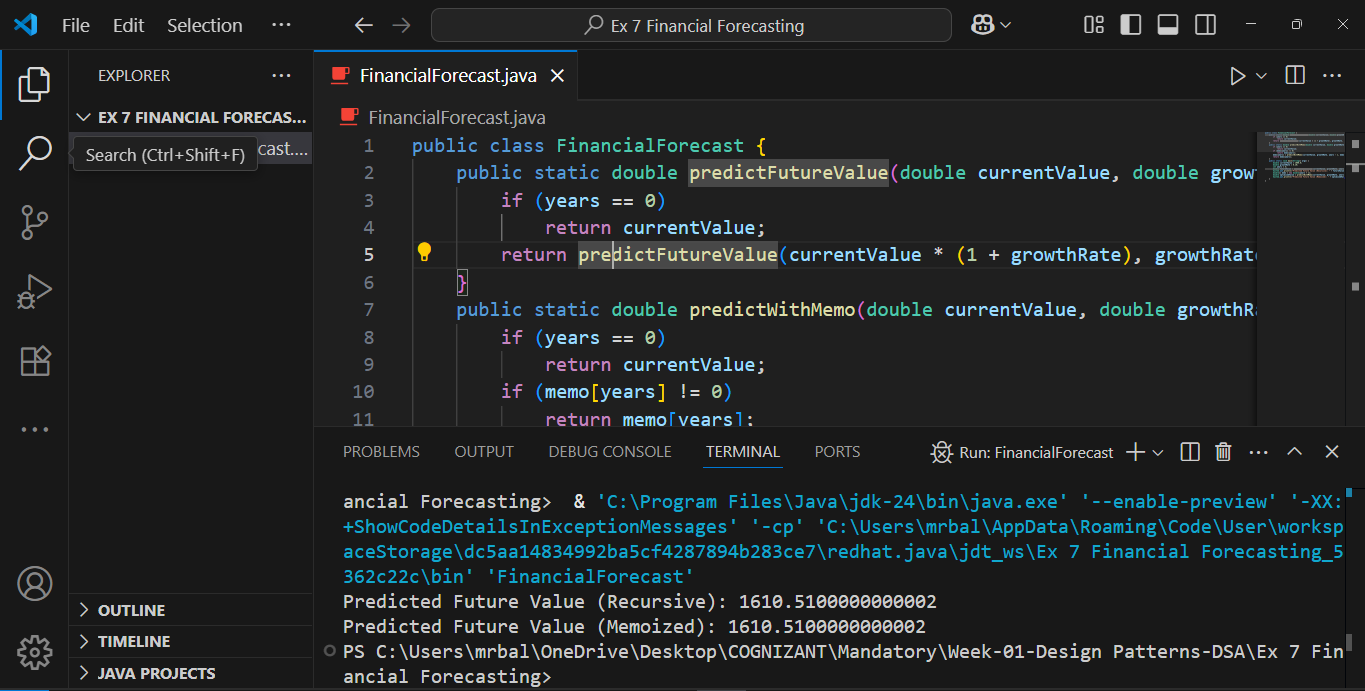 File Edit Selection ··· Ex 7 Financial Forecasting
EXPLORER ···
EX 7 FINANCIAL FORECAS...
Search (Ctrl+Shift+F) cast....
OUTLINE
TIMELINE
JAVA PROJECTS
FinancialForecast.java
FinancialForecast.java
1 public class FinancialForecast {
2 public static double predictFutureValue(double currentValue, double grow
3 if (years == 0)
4 return currentValue;
5 return predictFutureValue(currentValue * (1 + growthRate), growthRat
6 }
7 public static double predictWithMemo(double currentValue, double growthR
8 if (years == 0)
9 return currentValue;
10 if (memo[years] != 0)
11 return memo[years];
PROBLEMS OUTPUT DEBUG CONSOLE TERMINAL PORTS Run: FinancialForecast
ancial Forecasting> & 'C:\Program Files\Java\jdk-24\bin\java.exe' '--enable-preview' '-XX:
+ShowCodeDetailsInExceptionMessages' '-cp' 'C:\Users\mrbal\AppData\Roaming\Code\User\worksp
aceStorage\dc5aa14834992ba5cf4287894b283ce7\redhat.java\jdt_ws\Ex 7 Financial Forecasting_5
362c22c\bin' 'FinancialForecast'
Predicted Future Value (Recursive): 1610.5100000000002
Predicted Future Value (Memoized): 1610.5100000000002
PS C:\Users\mrbal\OneDrive\Desktop\COGNIZANT\Mandatory\Week-01-Design Patterns-DSA\Ex 7 Fin
ancial Forecasting>